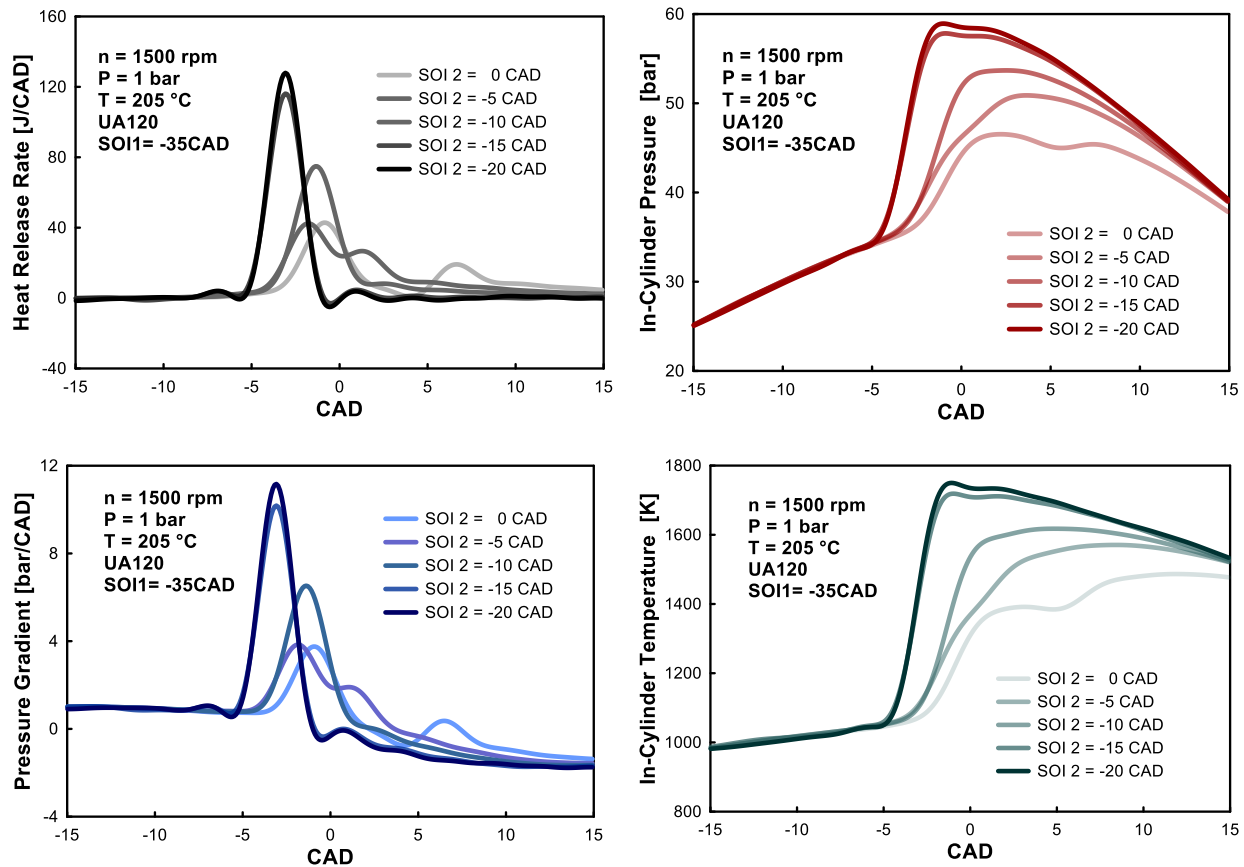 Heat Release Rate [J/CAD]
160
120
80
40
0
-40
n = 1500 rpm
P = 1 bar
T = 205 °C
UA120
SOI1= -35CAD
SOI 2 = 0 CAD
SOI 2 = -5 CAD
SOI 2 = -10 CAD
SOI 2 = -15 CAD
SOI 2 = -20 CAD
-15 -10 -5 0 5 10 15
CAD
In-Cylinder Pressure [bar]
60
50
40
30
20
n = 1500 rpm
P = 1 bar
T = 205 °C
UA120
SOI1= -35CAD
SOI 2 = 0 CAD
SOI 2 = -5 CAD
SOI 2 = -10 CAD
SOI 2 = -15 CAD
SOI 2 = -20 CAD
-15 -10 -5 0 5 10 15
CAD
Pressure Gradient [bar/CAD]
12
8
4
0
-4
n = 1500 rpm
P = 1 bar
T = 205 °C
UA120
SOI1= -35CAD
SOI 2 = 0 CAD
SOI 2 = -5 CAD
SOI 2 = -10 CAD
SOI 2 = -15 CAD
SOI 2 = -20 CAD
-15 -10 -5 0 5 10 15
CAD
In-Cylinder Temperature [K]
1800
1600
1400
1200
1000
800
n = 1500 rpm
P = 1 bar
T = 205 °C
UA120
SOI1= -35CAD
SOI 2 = 0 CAD
SOI 2 = -5 CAD
SOI 2 = -10 CAD
SOI 2 = -15 CAD
SOI 2 = -20 CAD
-15 -10 -5 0 5 10 15
CAD